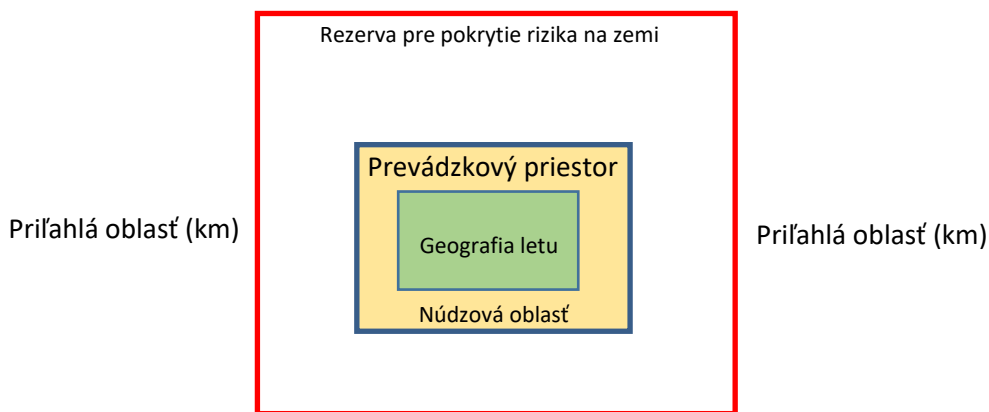 Rezerva pre pokrytie rizika na zemi
Prevádzkový priestor
Priľahlá oblasť (km)
Geografia letu
Priľahlá oblasť (km)
Núdzová oblasť